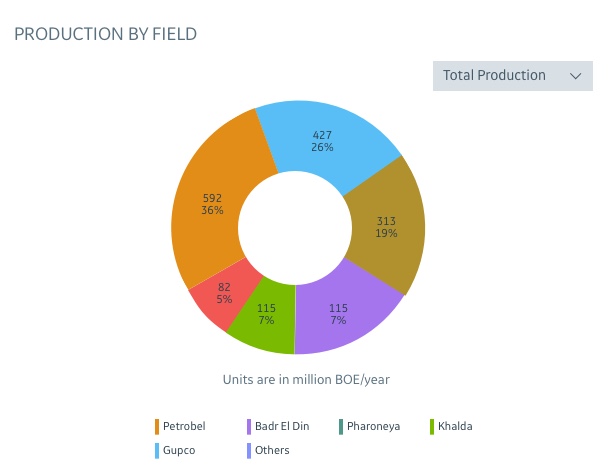 PRODUCTION BY FIELD
Total Production
427
26%
592
36%
313
19%
82
5%
115
7%
115
7%
Units are in million BOE/year
Petrobel
Badr El Din
Pharoneya
Khalda
Gupco
Others